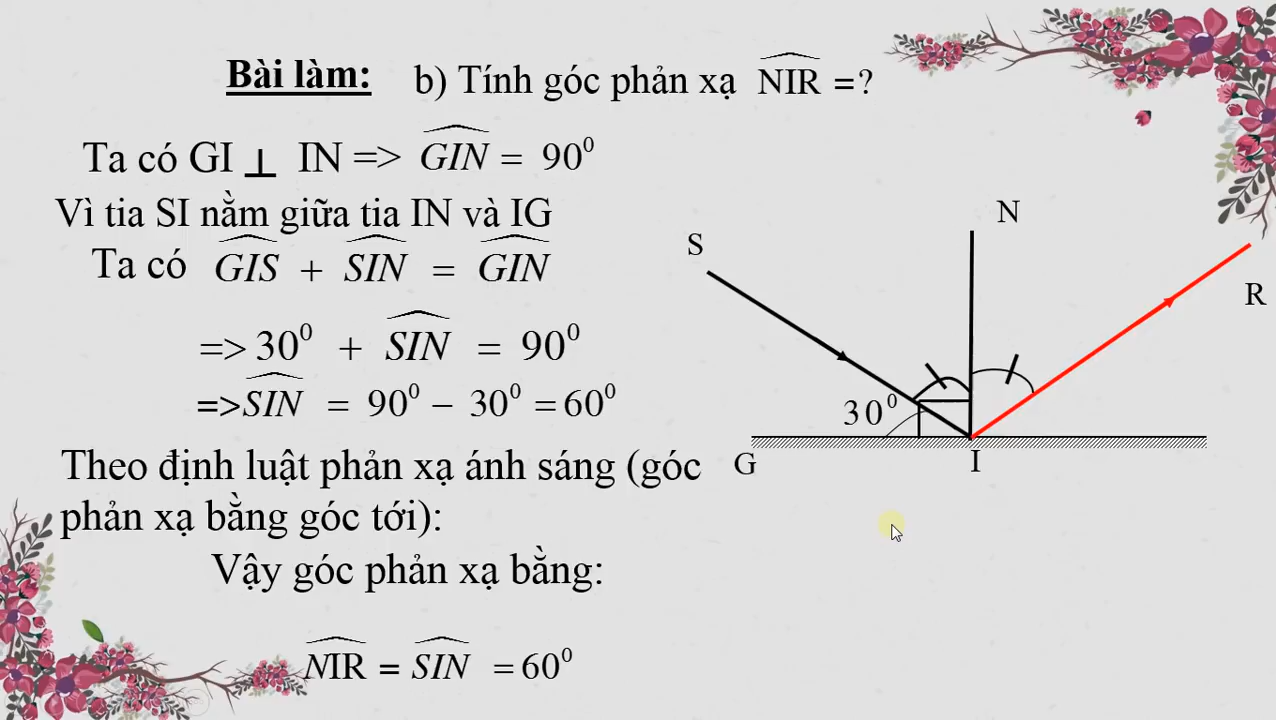 Bài làm: b) Tính góc phản xạ NIR =?
Ta có GI ⊥ IN => GIN = 90⁰
Vì tia SI nằm giữa tia IN và IG
Ta có GIS + SIN = GIN
=> 30⁰ + SIN = 90⁰
=>SIN = 90⁰ − 30⁰ = 60⁰
Theo định luật phản xạ ánh sáng (góc
phản xạ bằng góc tới):
Vậy góc phản xạ bằng:
NIR = SIN = 60⁰
N
S
R
30⁰
G
I